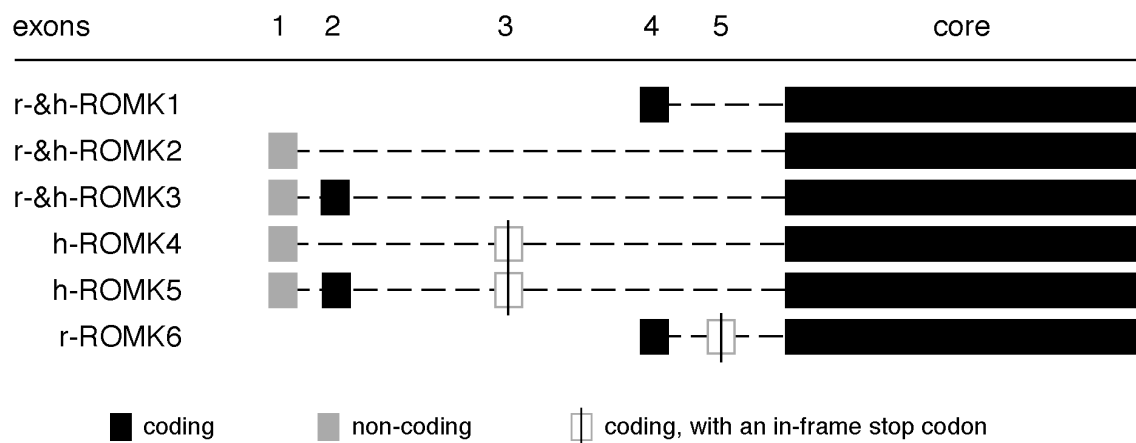 exons 1 2 3 4 5 core
r-&h-ROMK1
r-&h-ROMK2
r-&h-ROMK3
h-ROMK4
h-ROMK5
r-ROMK6
coding non-coding coding, with an in-frame stop codon